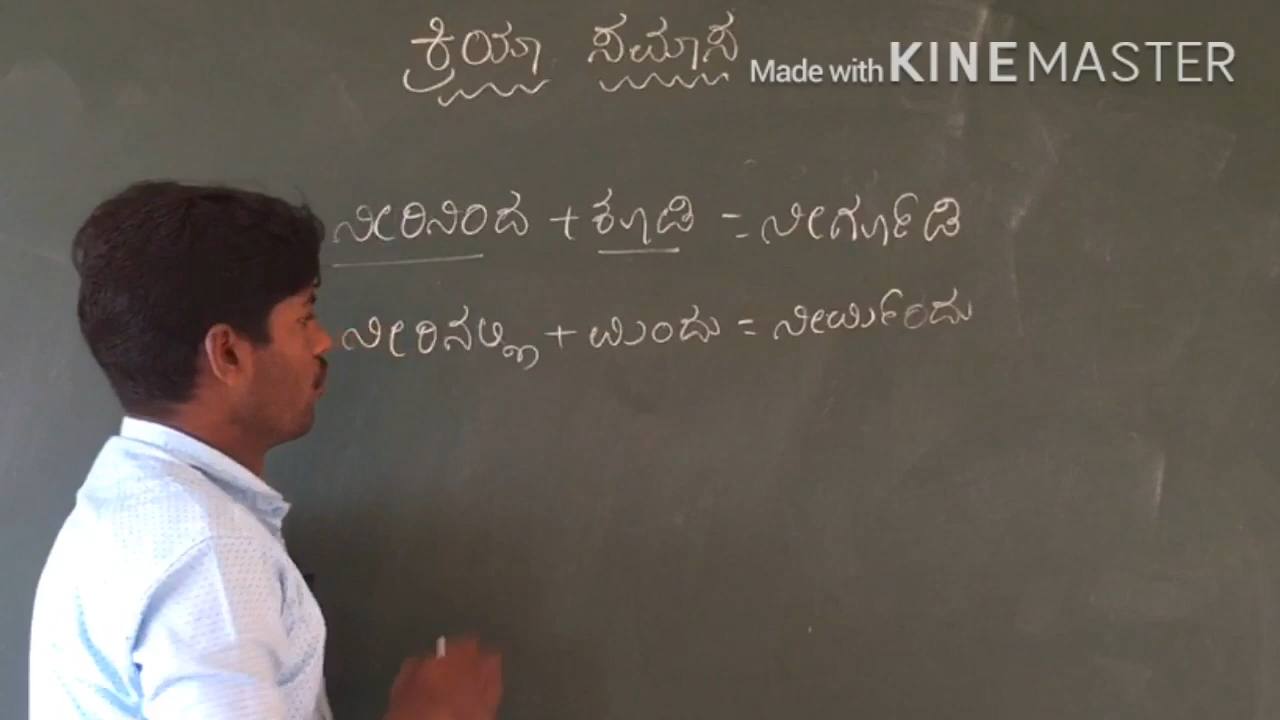 ಕ್ರಿಯಾ ಸಮಾಸ
Made with KINEMASTER
ನೀರಿನಿಂದ + ಕೂಡಿ = ನೀರ್ಗೂಡಿ
ನೀರಿನಲ್ಲಿ + ಮಿಂದು = ನೀರ್ಮಿಂದು